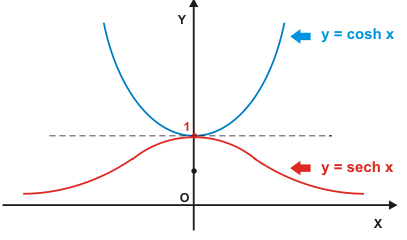 Y
y = cosh x
1
y = sech x
O
X